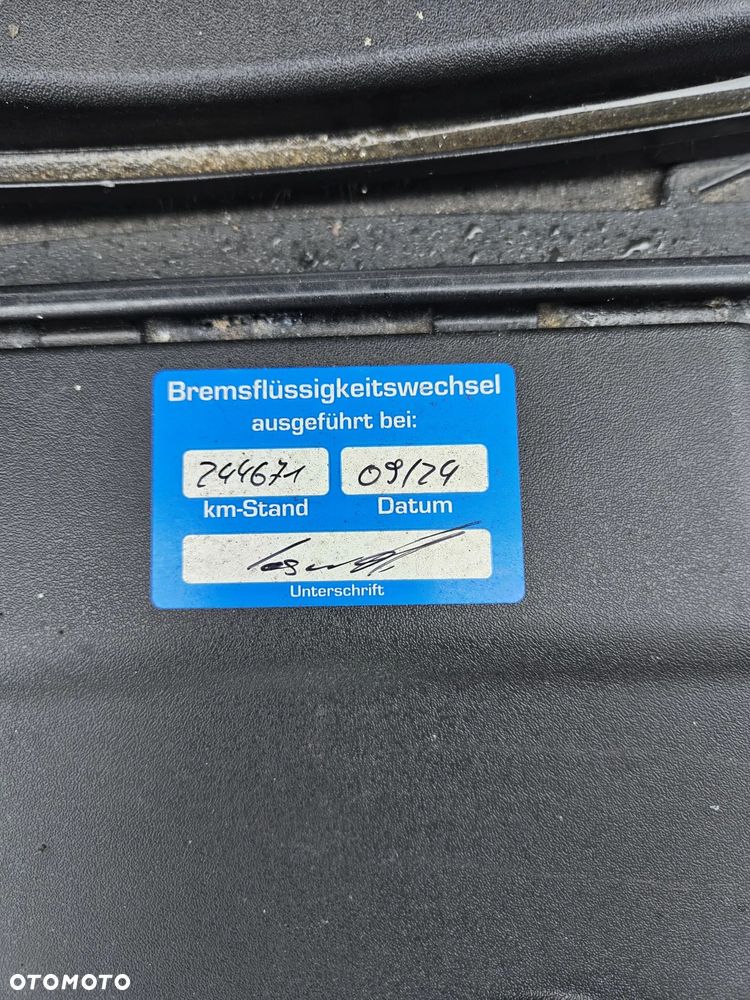 Bremsflüssigkeitswechsel
ausgeführt bei:
244671 09/24
km-Stand Datum
Unterschrift
OTOMOTO